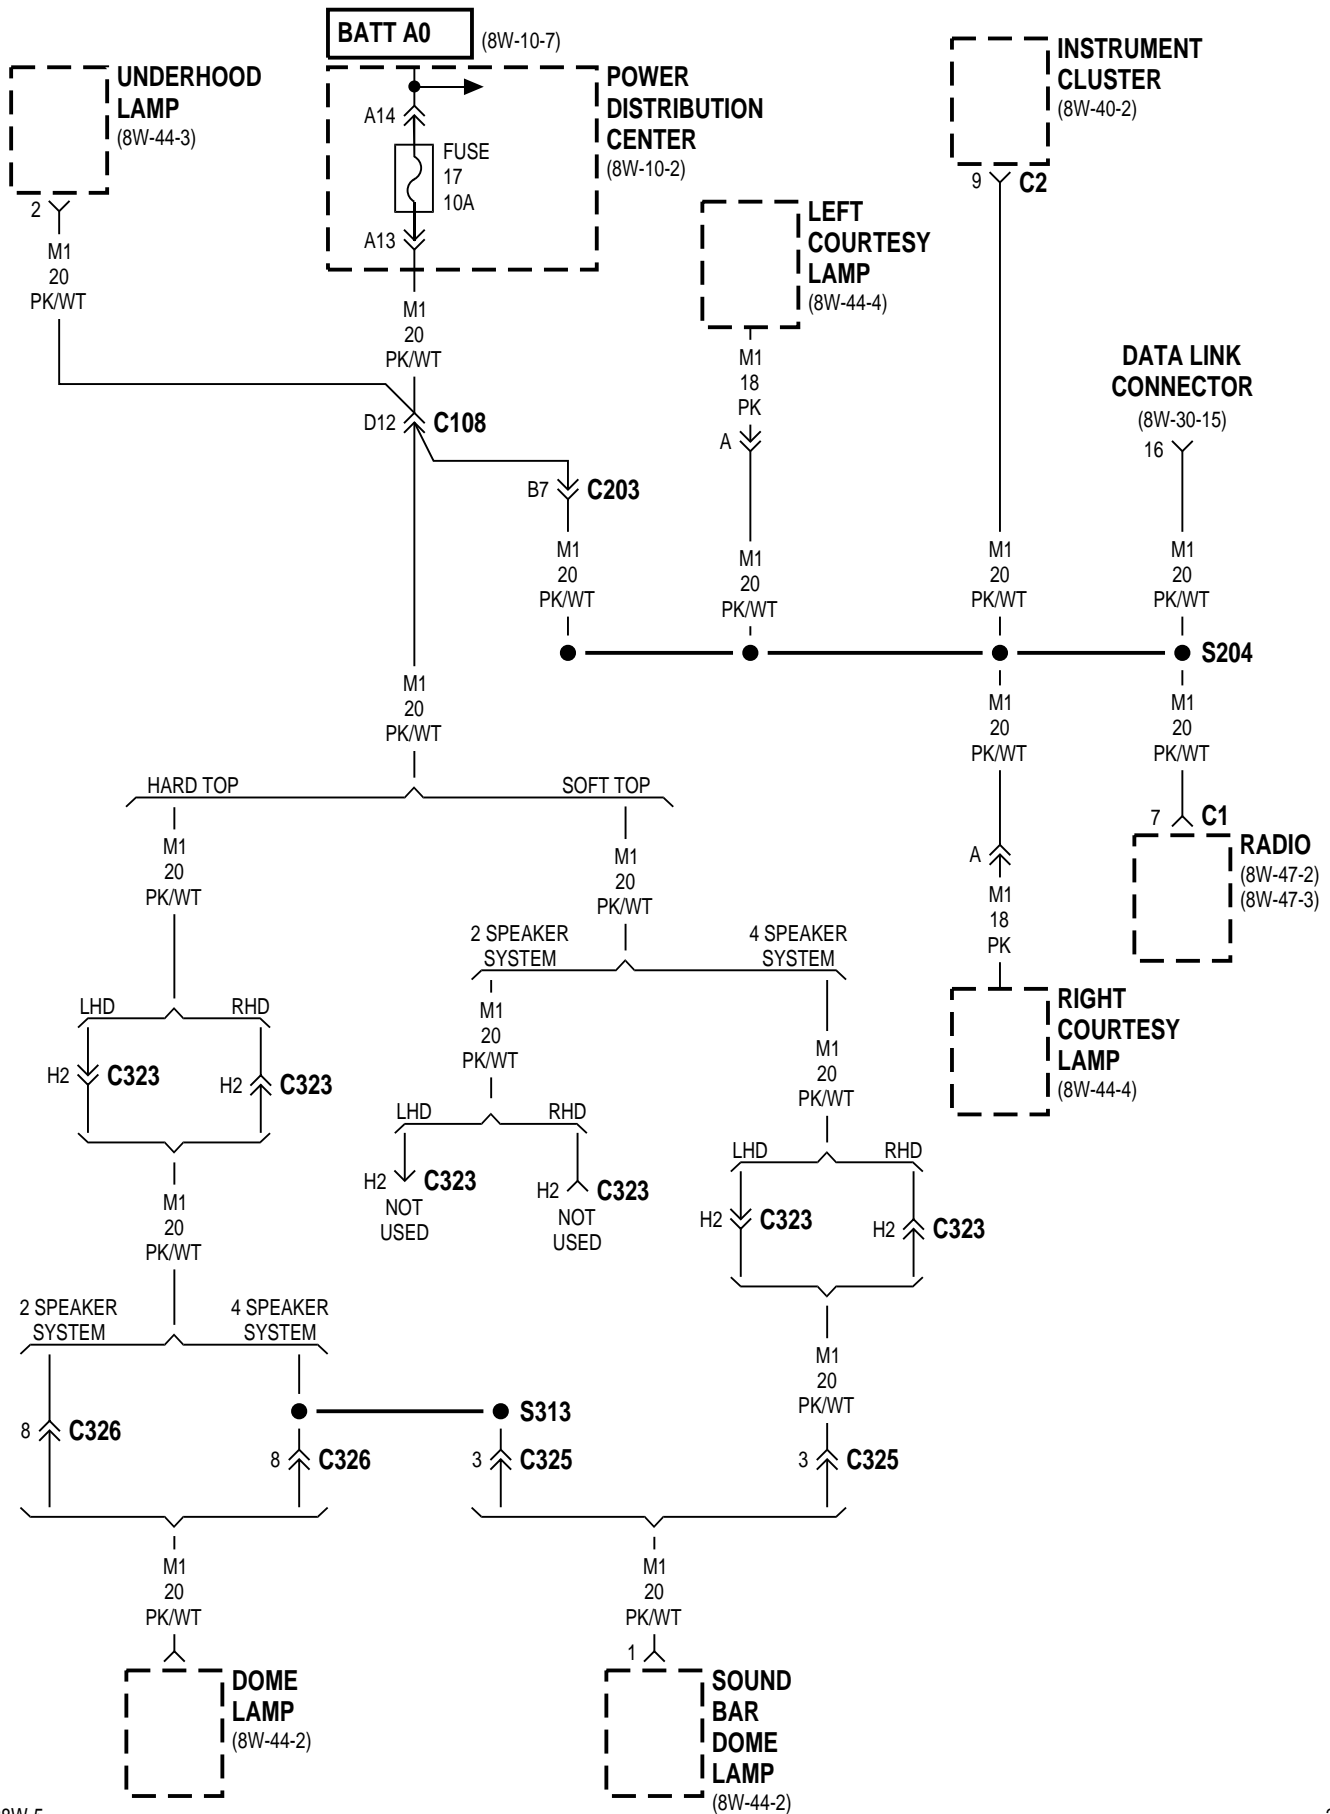 BATT A0
(8W-10-7)
UNDERHOOD
LAMP
(8W-44-3)
2
M1
20
PK/WT
A14
FUSE
17
10A
A13
POWER
DISTRIBUTION
CENTER
(8W-10-2)
M1
20
PK/WT
INSTRUMENT
CLUSTER
(8W-40-2)
9
C2
LEFT
COURTESY
LAMP
(8W-44-4)
M1
18
PK
A
DATA LINK
CONNECTOR
(8W-30-15)
16
D12
C108
B7
C203
M1
20
PK/WT
M1
20
PK/WT
M1
20
PK/WT
M1
20
PK/WT
S204
M1
20
PK/WT
M1
20
PK/WT
M1
20
PK/WT
HARD TOP
SOFT TOP
7
C1
RADIO
(8W-47-2)
(8W-47-3)
A
M1
18
PK
RIGHT
COURTESY
LAMP
(8W-44-4)
M1
20
PK/WT
M1
20
PK/WT
2 SPEAKER
SYSTEM
4 SPEAKER
SYSTEM
LHD
RHD
H2
C323
H2
C323
M1
20
PK/WT
M1
20
PK/WT
LHD
RHD
H2
C323
NOT
USED
H2
C323
NOT
USED
LHD
RHD
H2
C323
H2
C323
M1
20
PK/WT
2 SPEAKER
SYSTEM
4 SPEAKER
SYSTEM
M1
20
PK/WT
S313
8
C326
8
C326
3
C325
3
C325
M1
20
PK/WT
M1
20
PK/WT
1
DOME
LAMP
(8W-44-2)
SOUND
BAR
DOME
LAMP
(8W-44-2)